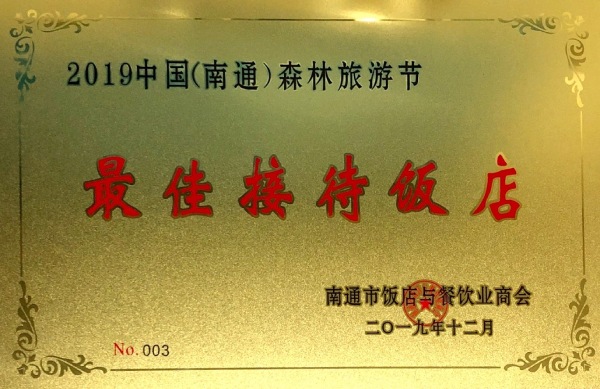 2019中国(南通)森林旅游节
最佳接待饭店
南通市饭店与餐饮业商会
二〇一九年十二月
No. 003